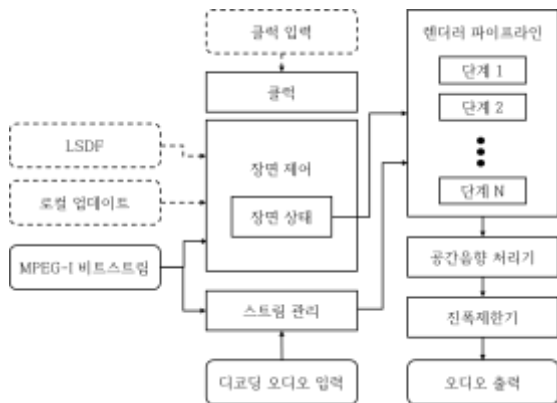 클럭 입력
클럭
LSDF
로컬 업데이트
MPEG-I 비트스트림
장면 제어
장면 상태
스트림 관리
디코딩 오디오 입력
렌더러 파이프라인
단계 1
단계 2
단계 N
공간음향 처리기
진폭제한기
오디오 출력